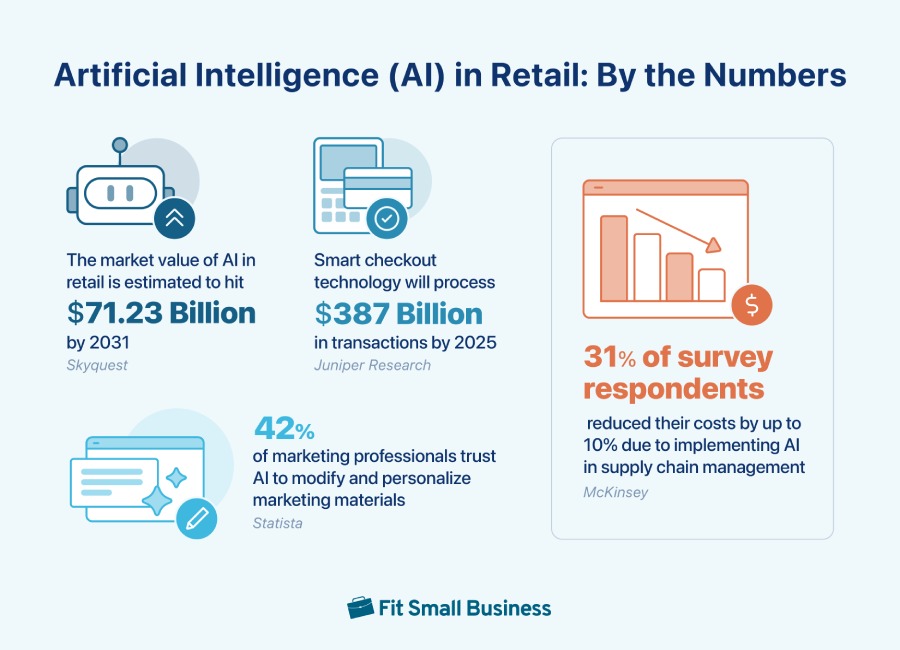 Artificial Intelligence (AI) in Retail: By the Numbers
The market value of AI in
retail is estimated to hit
$71.23 Billion
by 2031
Skyquest
Smart checkout
technology will process
$387 Billion
in transactions by 2025
Juniper Research
42%
of marketing professionals trust
AI to modify and personalize
marketing materials
Statista
$
31% of survey
respondents
reduced their costs by up to
10% due to implementing AI
in supply chain management
McKinsey
Fit Small Business